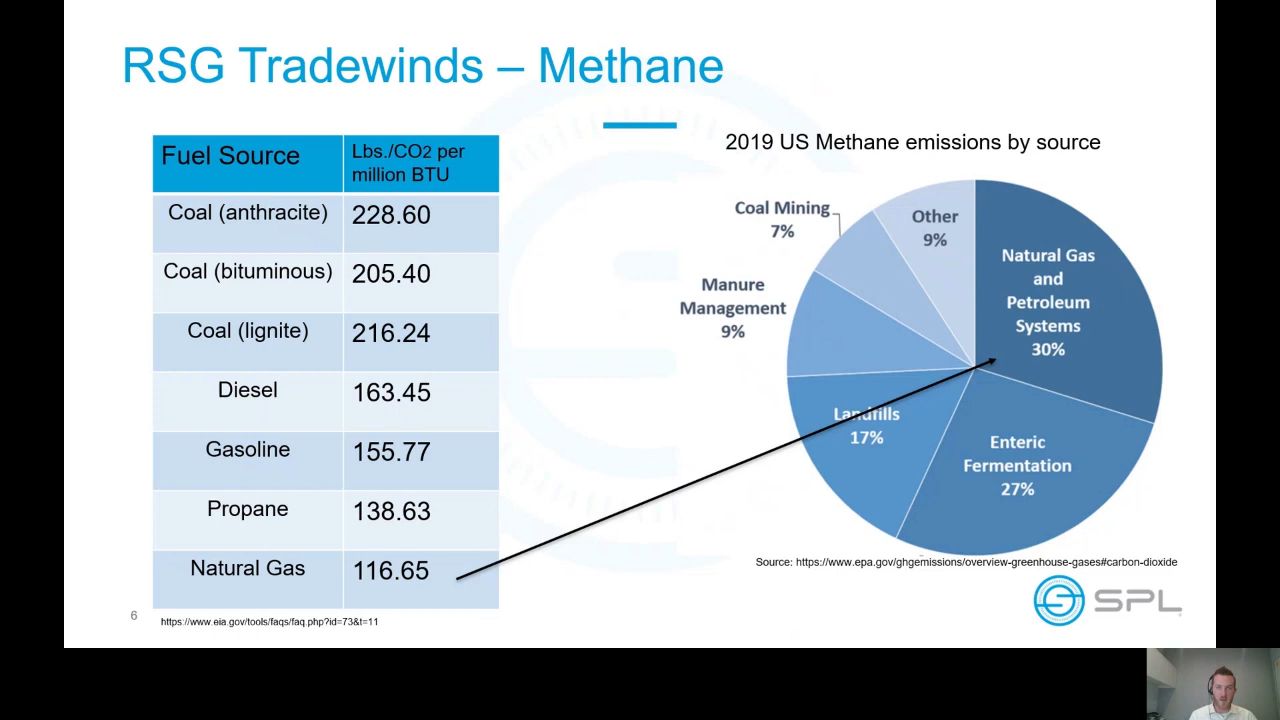 RSG Tradewinds – Methane
Fuel Source
Lbs./CO2 per
million BTU
Coal (anthracite)
228.60
Coal (bituminous)
205.40
Coal (lignite)
216.24
Diesel
163.45
Gasoline
155.77
Propane
138.63
Natural Gas
116.65
6
https://www.eia.gov/tools/faqs/faq.php?id=73&t=11
2019 US Methane emissions by source
Coal Mining
7%
Other
9%
Natural Gas
and
Petroleum
Systems
30%
Manure
Management
9%
Landfills
17%
Enteric
Fermentation
27%
Source: https://www.epa.gov/ghgemissions/overview-greenhouse-gases#carbon-dioxide
SPL